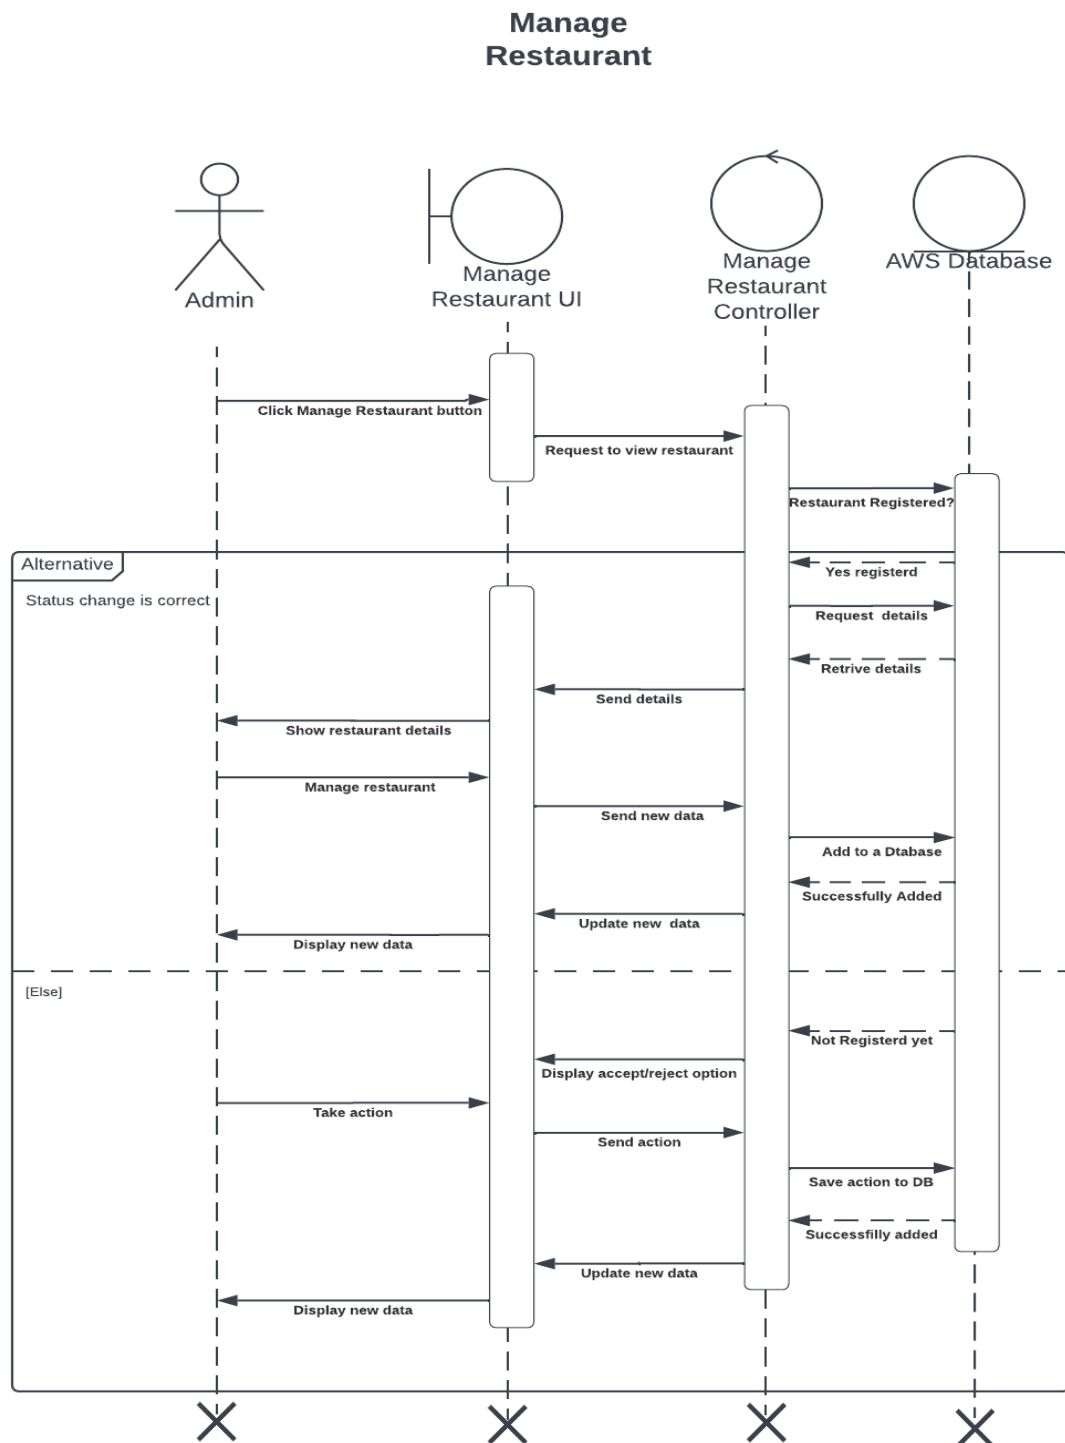 Manage
Restaurant
Admin
Manage
Restaurant UI
Manage
Restaurant
Controller
AWS Database
Click Manage Restaurant button
Request to view restaurant
Restaurant Registered?
Alternative
Yes registerd
Status change is correct
Request details
Retrive details
Send details
Show restaurant details
Manage restaurant
Send new data
Add to a Dtabase
Successfully Added
Update new data
Display new data
[Else]
Not Registerd yet
Display accept/reject option
Take action
Send action
Save action to DB
Successfilly added
Update new data
Display new data